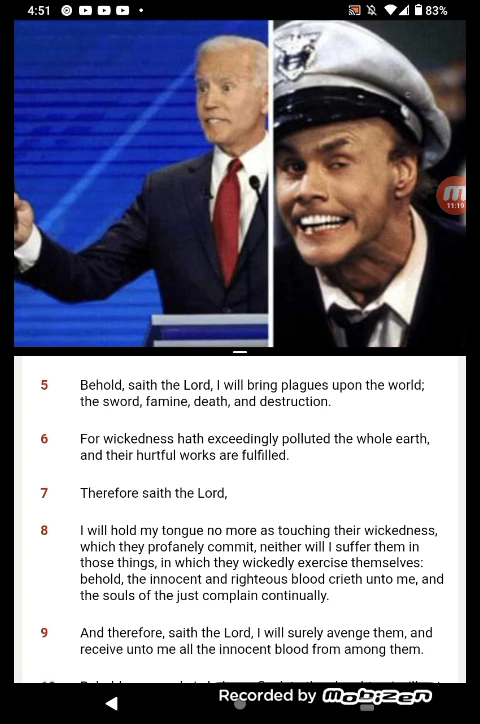 4:51
83%
11:19
5 Behold, saith the Lord, I will bring plagues upon the world;
the sword, famine, death, and destruction.
6 For wickedness hath exceedingly polluted the whole earth,
and their hurtful works are fulfilled.
7 Therefore saith the Lord,
8 I will hold my tongue no more as touching their wickedness,
which they profanely commit, neither will I suffer them in
those things, in which they wickedly exercise themselves:
behold, the innocent and righteous blood crieth unto me, and
the souls of the just complain continually.
9 And therefore, saith the Lord, I will surely avenge them, and
receive unto me all the innocent blood from among them.
Recorded by mobizen